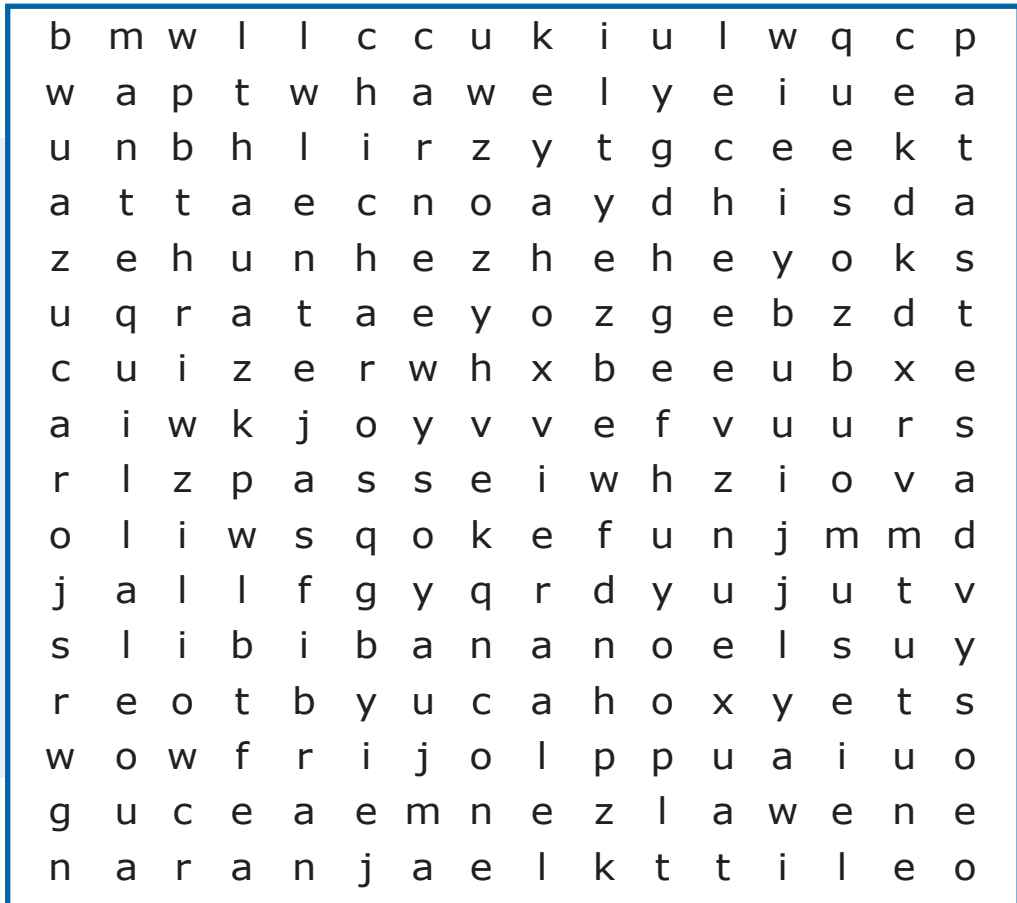 b m w l l c c u k i u l w q c p
w a p t w h a w e l y e i u e a
u n b h l i r z y t g c e e k t
a t t a e c n o a y d h i s d a
z e h u n h e z h e h e y o k s
u q r a t a e y o z g e b z d t
c u i z e r w h x b e e u b x e
a i w k j o y v v e f v u u r s
r l z p a s s e i w h z i o v a
o l i w s q o k e f u n j m m d
j a l l f g y q r d y u j u t v
s l i b i b a n a n o e l s u y
r e o t b y u c a h o x y e t s
w o w f r i j o l p p u a i u o
g u c e a e m n e z l a w e n e
n a r a n j a e l k t t i l e o